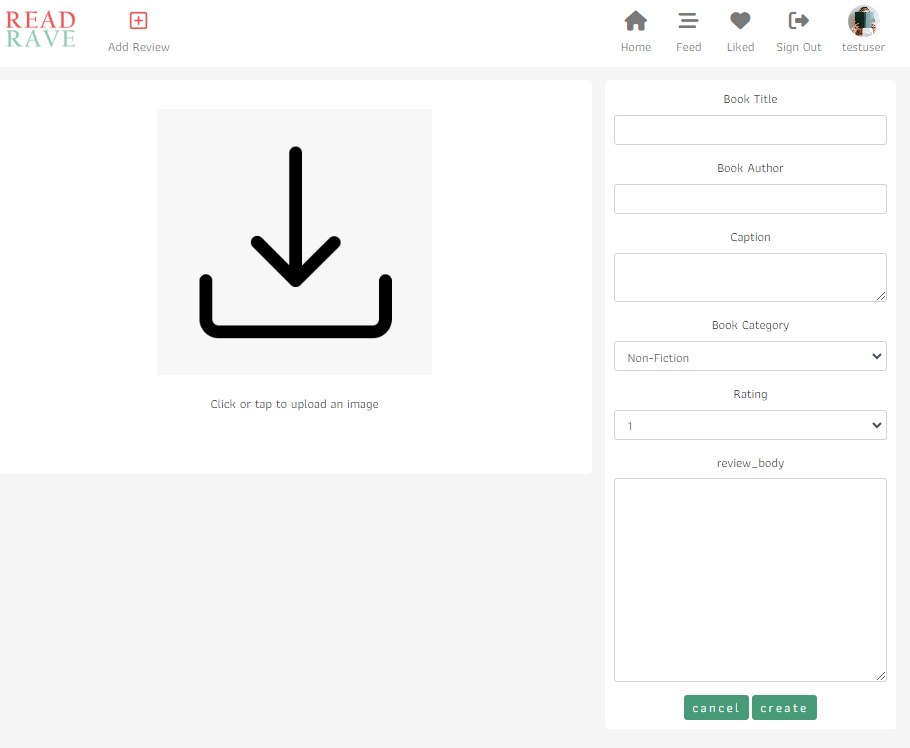 READ
RAVE
Add Review
Home
Feed
Liked
Sign Out
testuser
Click or tap to upload an image
Book Title
Book Author
Caption
Book Category
Non-Fiction
Rating
1
review_body
cancel
create